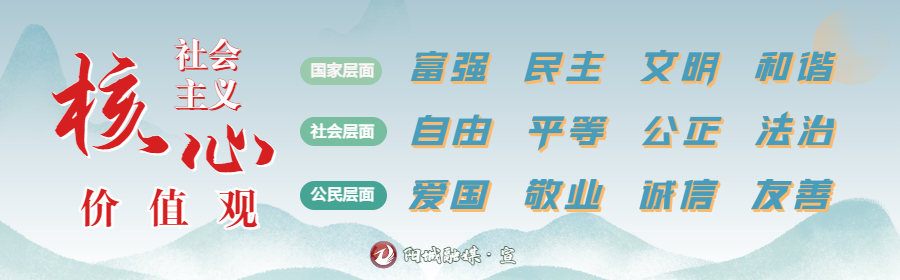 社会
主义
核心
价值观
国家层面 富强 民主 文明 和谐
社会层面 自由 平等 公正 法治
公民层面 爱国 敬业 诚信 友善
阳城融媒·宣